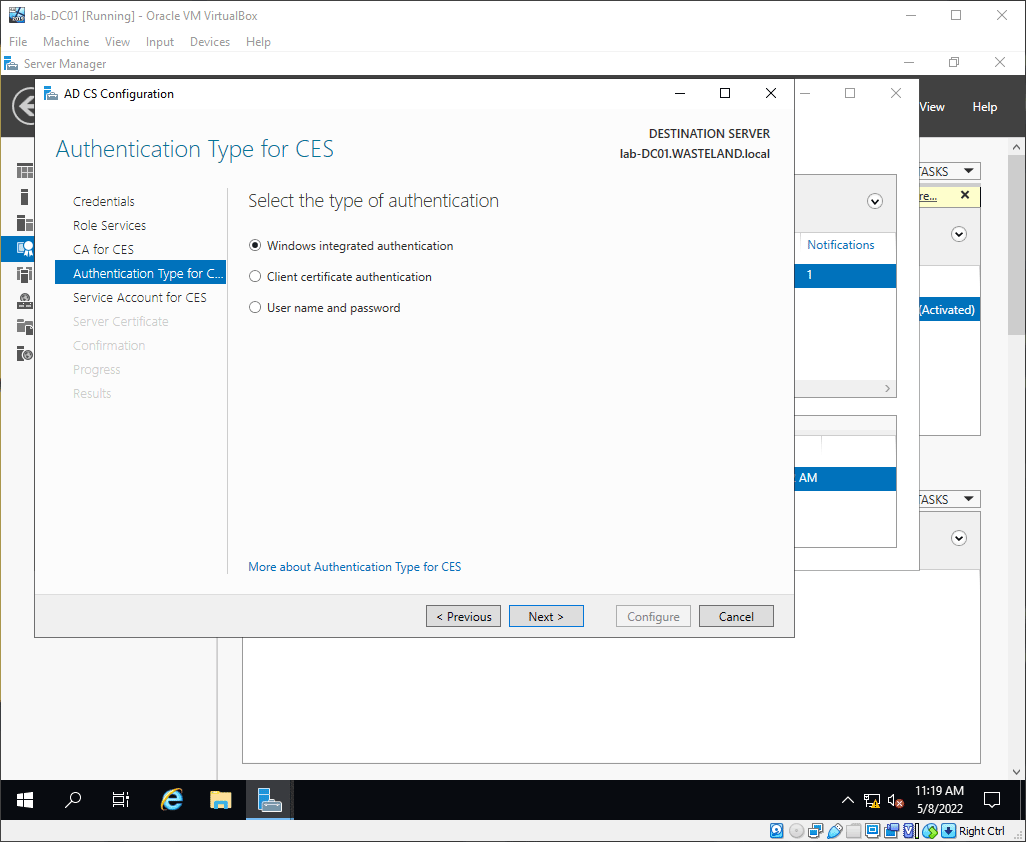 lab-DC01 [Running] - Oracle VM VirtualBox
File Machine View Input Devices Help
Server Manager
View Help
AD CS Configuration
Authentication Type for CES
DESTINATION SERVER
lab-DC01.WASTELAND.local
Credentials
Role Services
CA for CES
Authentication Type for C...
Service Account for CES
Server Certificate
Confirmation
Progress
Results
Select the type of authentication
Windows integrated authentication
Client certificate authentication
User name and password
More about Authentication Type for CES
< Previous
Next >
Configure
Cancel
Notifications
1
AM
TASKS
re...
(Activated)
TASKS
11:19 AM
5/8/2022
Right Ctrl